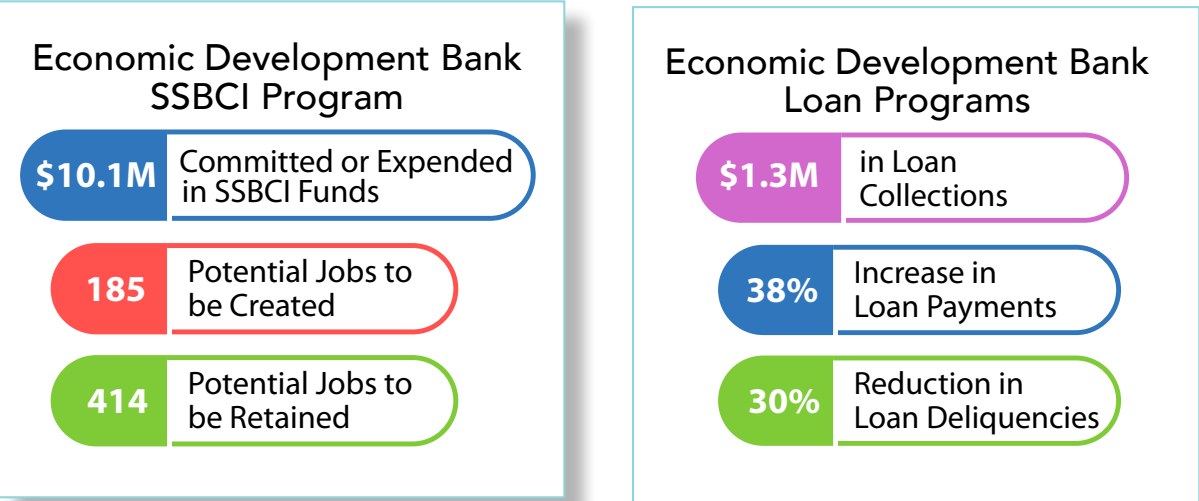 Economic Development Bank
SSBCI Program
$10.1M
Committed or Expended
in SSBCI Funds
185
Potential Jobs to
be Created
414
Potential Jobs to
be Retained
Economic Development Bank
Loan Programs
$1.3M
in Loan
Collections
38%
Increase in
Loan Payments
30%
Reduction in
Loan Deliquencies